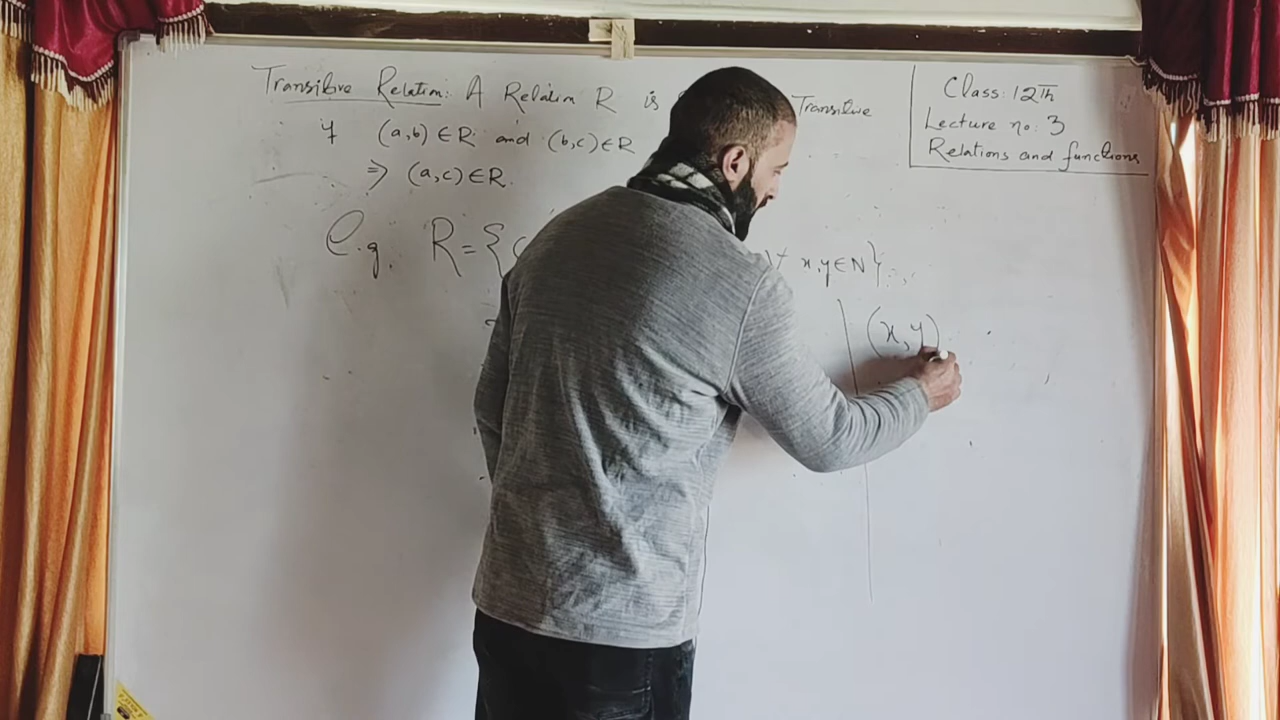 Transitive Relation: A Relation R is Transitive
if (a,b) ∈ R and (b,c) ∈ R
⇒ (a,c) ∈ R.
e.g. R = {( ∀ x,y ∈ N}
(x,y)
Class: 12th
Lecture no: 3
Relations and functions